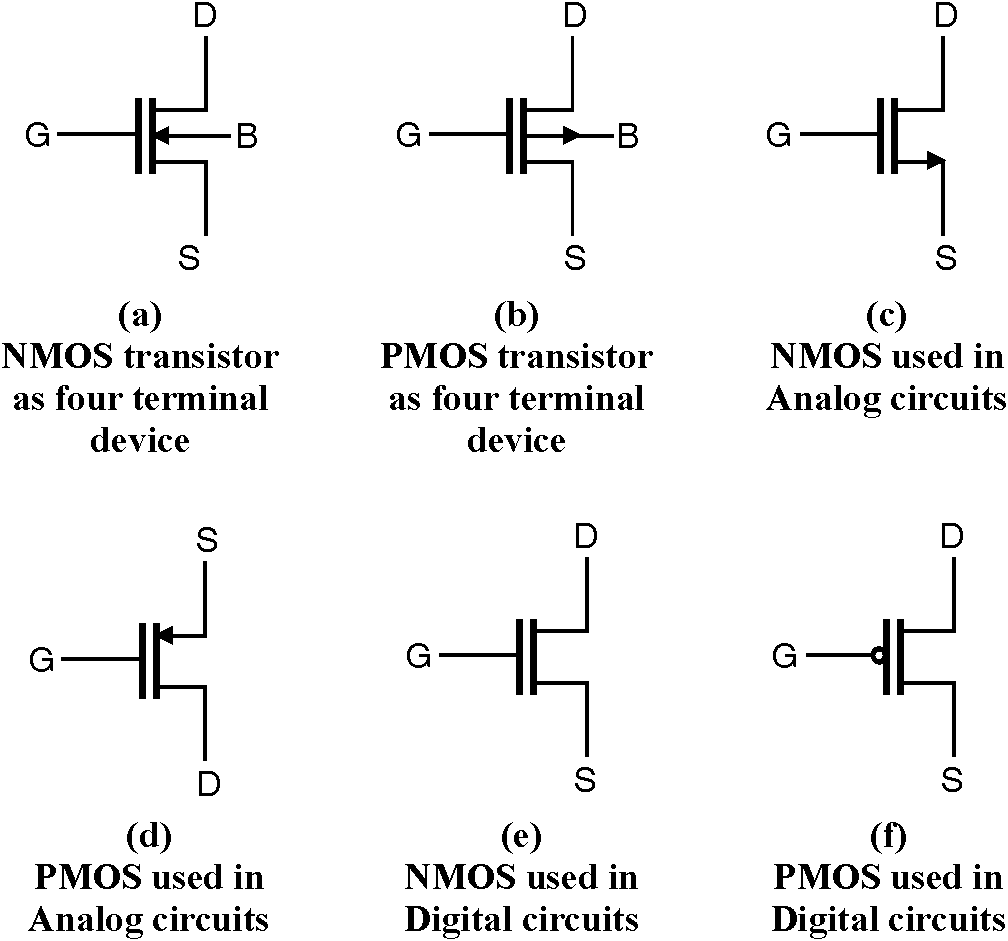 D
D
D
G
B
G
B
G
S
S
S
(a)
NMOS transistor
as four terminal
device
(b)
PMOS transistor
as four terminal
device
(c)
NMOS used in
Analog circuits
S
D
D
G
G
G
D
S
S
(d)
PMOS used in
Analog circuits
(e)
NMOS used in
Digital circuits
(f)
PMOS used in
Digital circuits